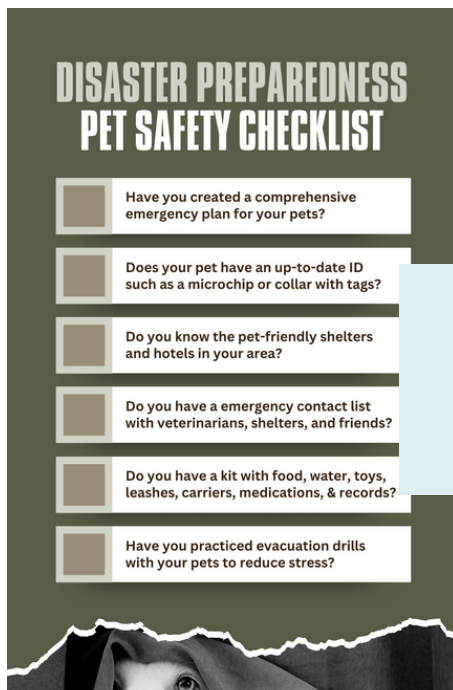 DISASTER PREPAREDNESS
PET SAFETY CHECKLIST
Have you created a comprehensive
emergency plan for your pets?
Does your pet have an up-to-date ID
such as a microchip or collar with tags?
Do you know the pet-friendly shelters
and hotels in your area?
Do you have a emergency contact list
with veterinarians, shelters, and friends?
Do you have a kit with food, water, toys,
leashes, carriers, medications, & records?
Have you practiced evacuation drills
with your pets to reduce stress?